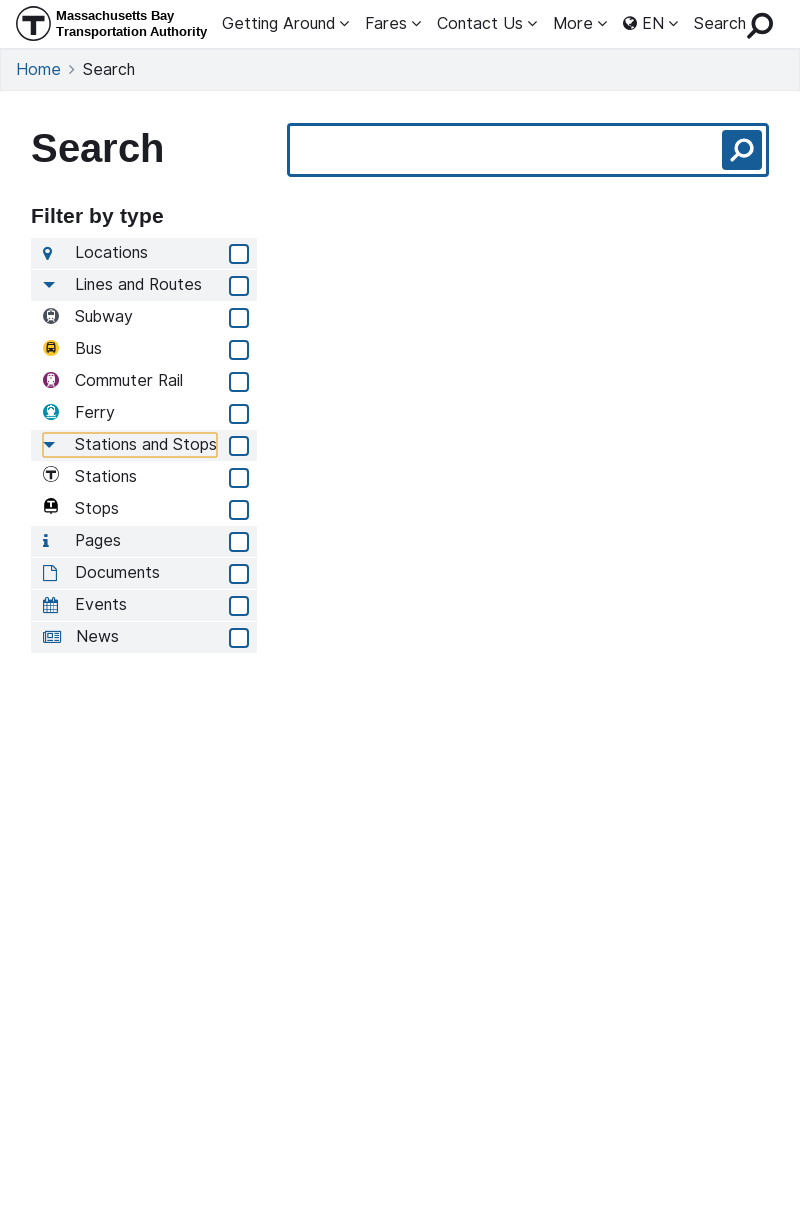 Massachusetts Bay
Transportation Authority
Getting Around
Fares
Contact Us
More
EN
Search
Home
Search
Search
Filter by type
Locations
Lines and Routes
Subway
Bus
Commuter Rail
Ferry
Stations and Stops
Stations
Stops
Pages
Documents
Events
News